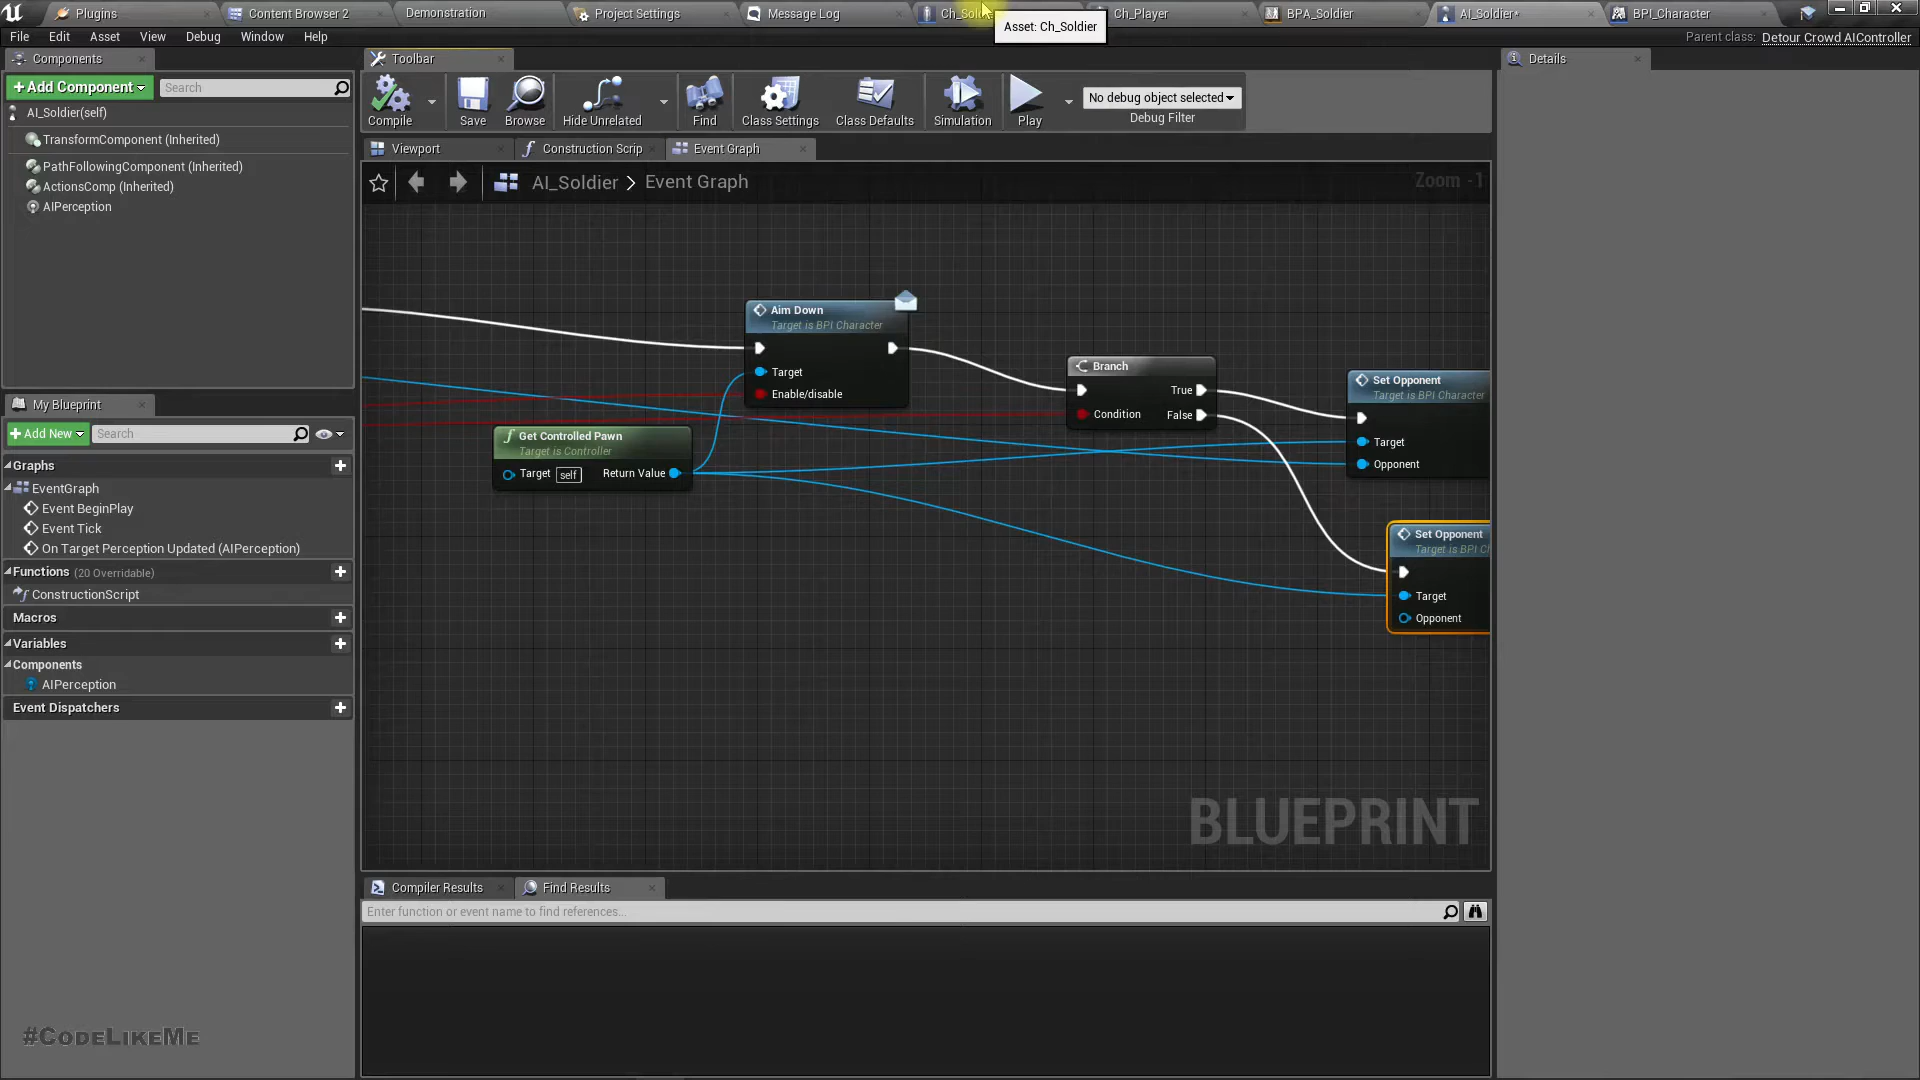 Plugins
Content Browser 2
Demonstration
Project Settings
Message Log
Ch_Sol
Ch_Player
BPA_Soldier
AI_Soldier*
BPI_Character
Asset: Ch_Soldier
File
Edit
Asset
View
Debug
Window
Help
Parent class: Detour Crowd AIController
Components
+Add Component
Search
AI_Soldier(self)
TransformComponent (Inherited)
PathFollowingComponent (Inherited)
ActionsComp (Inherited)
AIPerception
My Blueprint
+Add New
Search
Graphs
EventGraph
Event BeginPlay
Event Tick
On Target Perception Updated (AIPerception)
Functions (20 Overridable)
ConstructionScript
Macros
Variables
Components
AIPerception
Event Dispatchers
#CodeLikeMe
Toolbar
Compile
Save
Browse
Hide Unrelated
Find
Class Settings
Class Defaults
Simulation
Play
No debug object selected
Debug Filter
Viewport
Construction Scrip
Event Graph
AI_Soldier > Event Graph
Zoom -1
Aim Down
Target is BPI Character
Target
Enable/disable
Get Controlled Pawn
Target is Controller
Target self
Return Value
Branch
True
Condition
False
Set Opponent
Target is BPI Character
Target
Opponent
Set Opponent
Target is BPI C
Target
Opponent
BLUEPRINT
Compiler Results
Find Results
Enter function or event name to find references...
Details